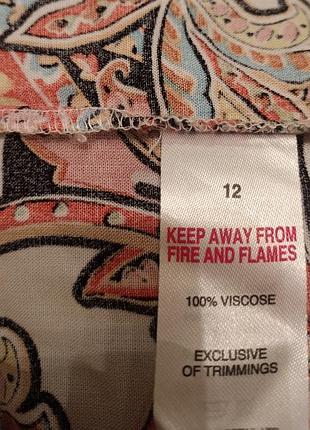 12
KEEP AWAY FROM
FIRE AND FLAMES
100% VISCOSE
EXCLUSIVE
OF TRIMMINGS